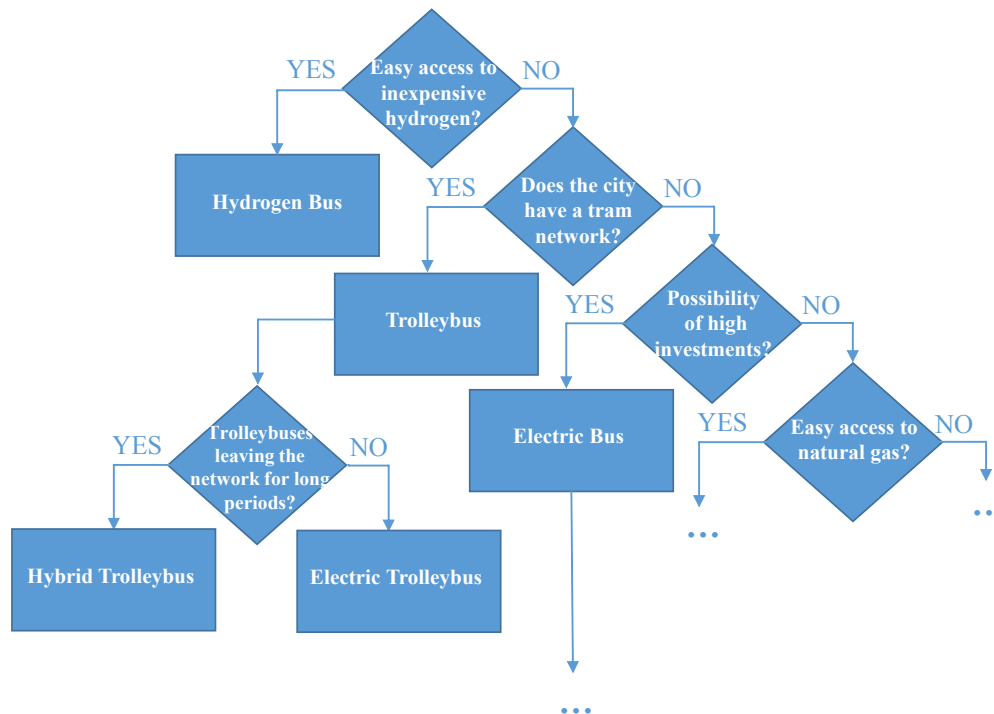 YES
Easy access to
inexpensive
hydrogen?
NO
Hydrogen Bus
YES
Does the city
have a tram
network?
NO
Trolleybus
YES
Possibility
of high
investments?
NO
YES
Trolleybuses
leaving the
network for long
periods?
NO
Electric Bus
YES
Easy access to
natural gas?
NO
Hybrid Trolleybus
Electric Trolleybus
...
...
...